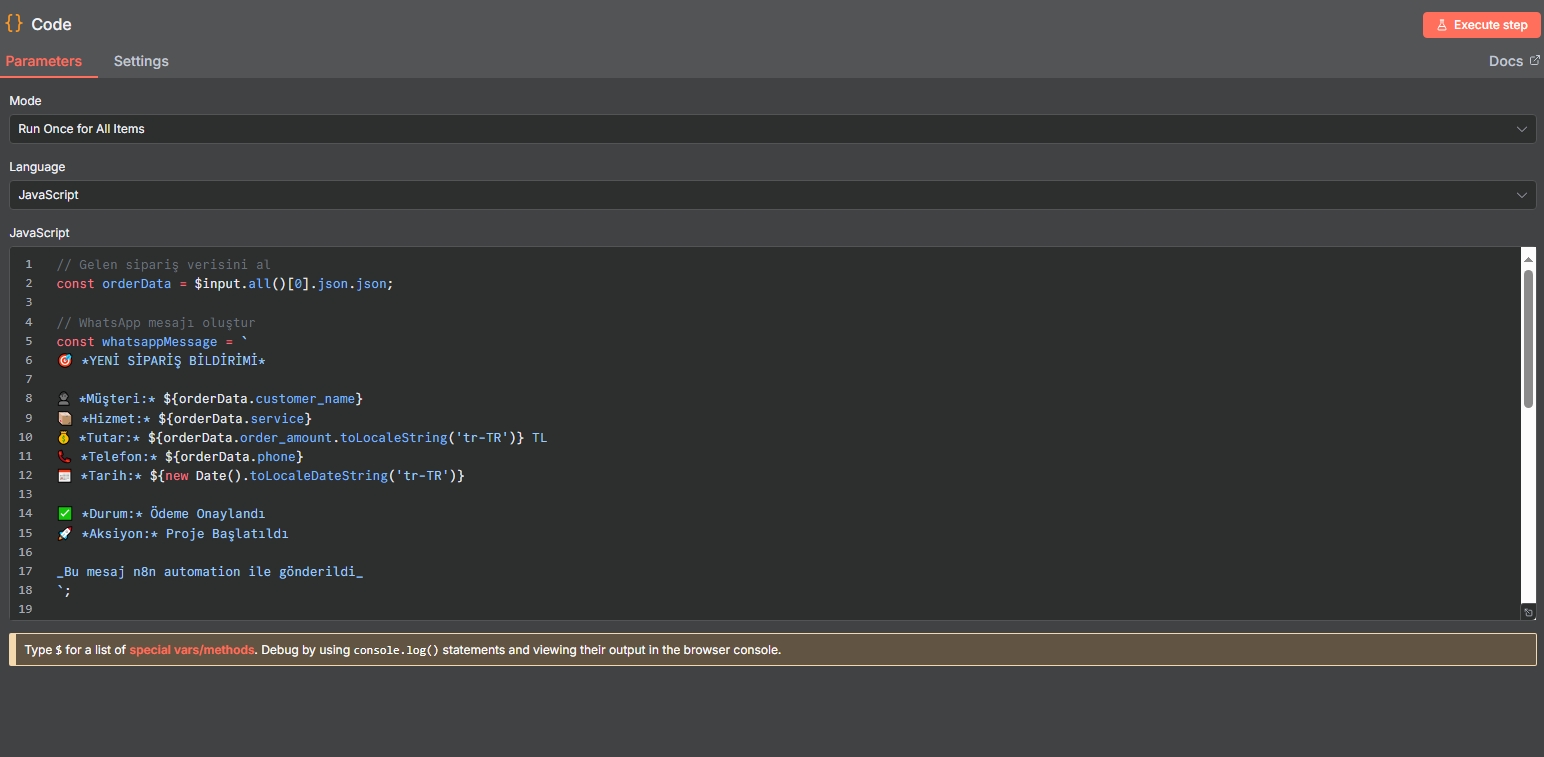 {} Code
Execute step
Parameters Settings
Docs
Mode
Run Once for All Items
Language
JavaScript
JavaScript
1 // Gelen sipariş verisini al
2 const orderData = $input.all()[0].json.json;
3
4 // WhatsApp mesajı oluştur
5 const whatsappMessage = `
6 🎯 *YENİ SİPARİŞ BİLDİRİMİ*
7
8 👤 *Müşteri:* ${orderData.customer_name}
9 📦 *Hizmet:* ${orderData.service}
10 💰 *Tutar:* ${orderData.order_amount.toLocaleString('tr-TR')} TL
11 📞 *Telefon:* ${orderData.phone}
12 📅 *Tarih:* ${new Date().toLocaleDateString('tr-TR')}
13
14 ✅ *Durum:* Ödeme Onaylandı
15 🚀 *Aksiyon:* Proje Başlatıldı
16
17 _Bu mesaj n8n automation ile gönderildi_
18 `;
19
Type $ for a list of special vars/methods. Debug by using console.log() statements and viewing their output in the browser console.